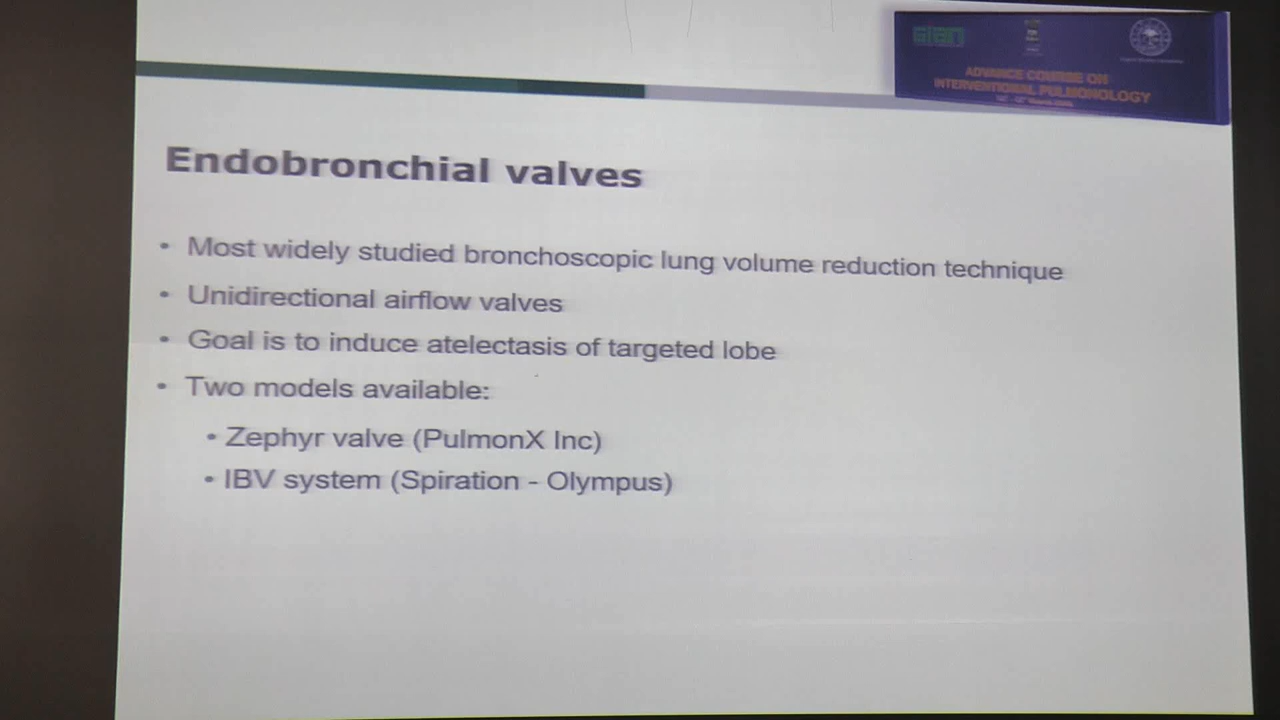 GIAN
ADVANCE COURSE ON
INTERVENTIONAL PULMONOLOGY
Endobronchial valves
• Most widely studied bronchoscopic lung volume reduction technique
• Unidirectional airflow valves
• Goal is to induce atelectasis of targeted lobe
• Two models available:
• Zephyr valve (PulmonX Inc)
• IBV system (Spiration - Olympus)